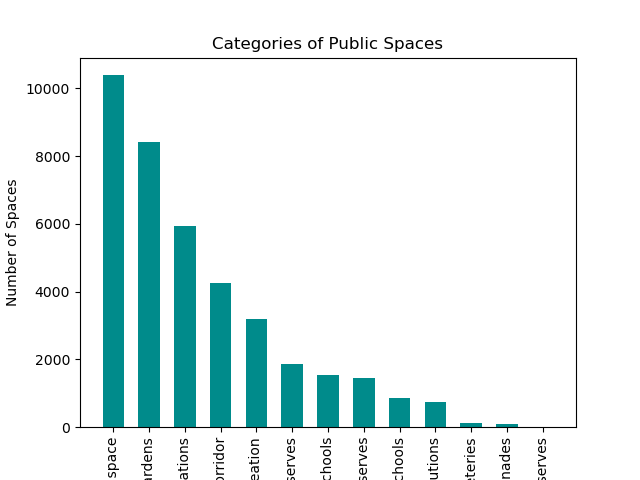 Categories of Public Spaces
Number of Spaces
10000
8000
6000
4000
2000
0
space
ardens
ations
orridor
eation
serves
chools
serves
chools
utions
eteries
nades
serves